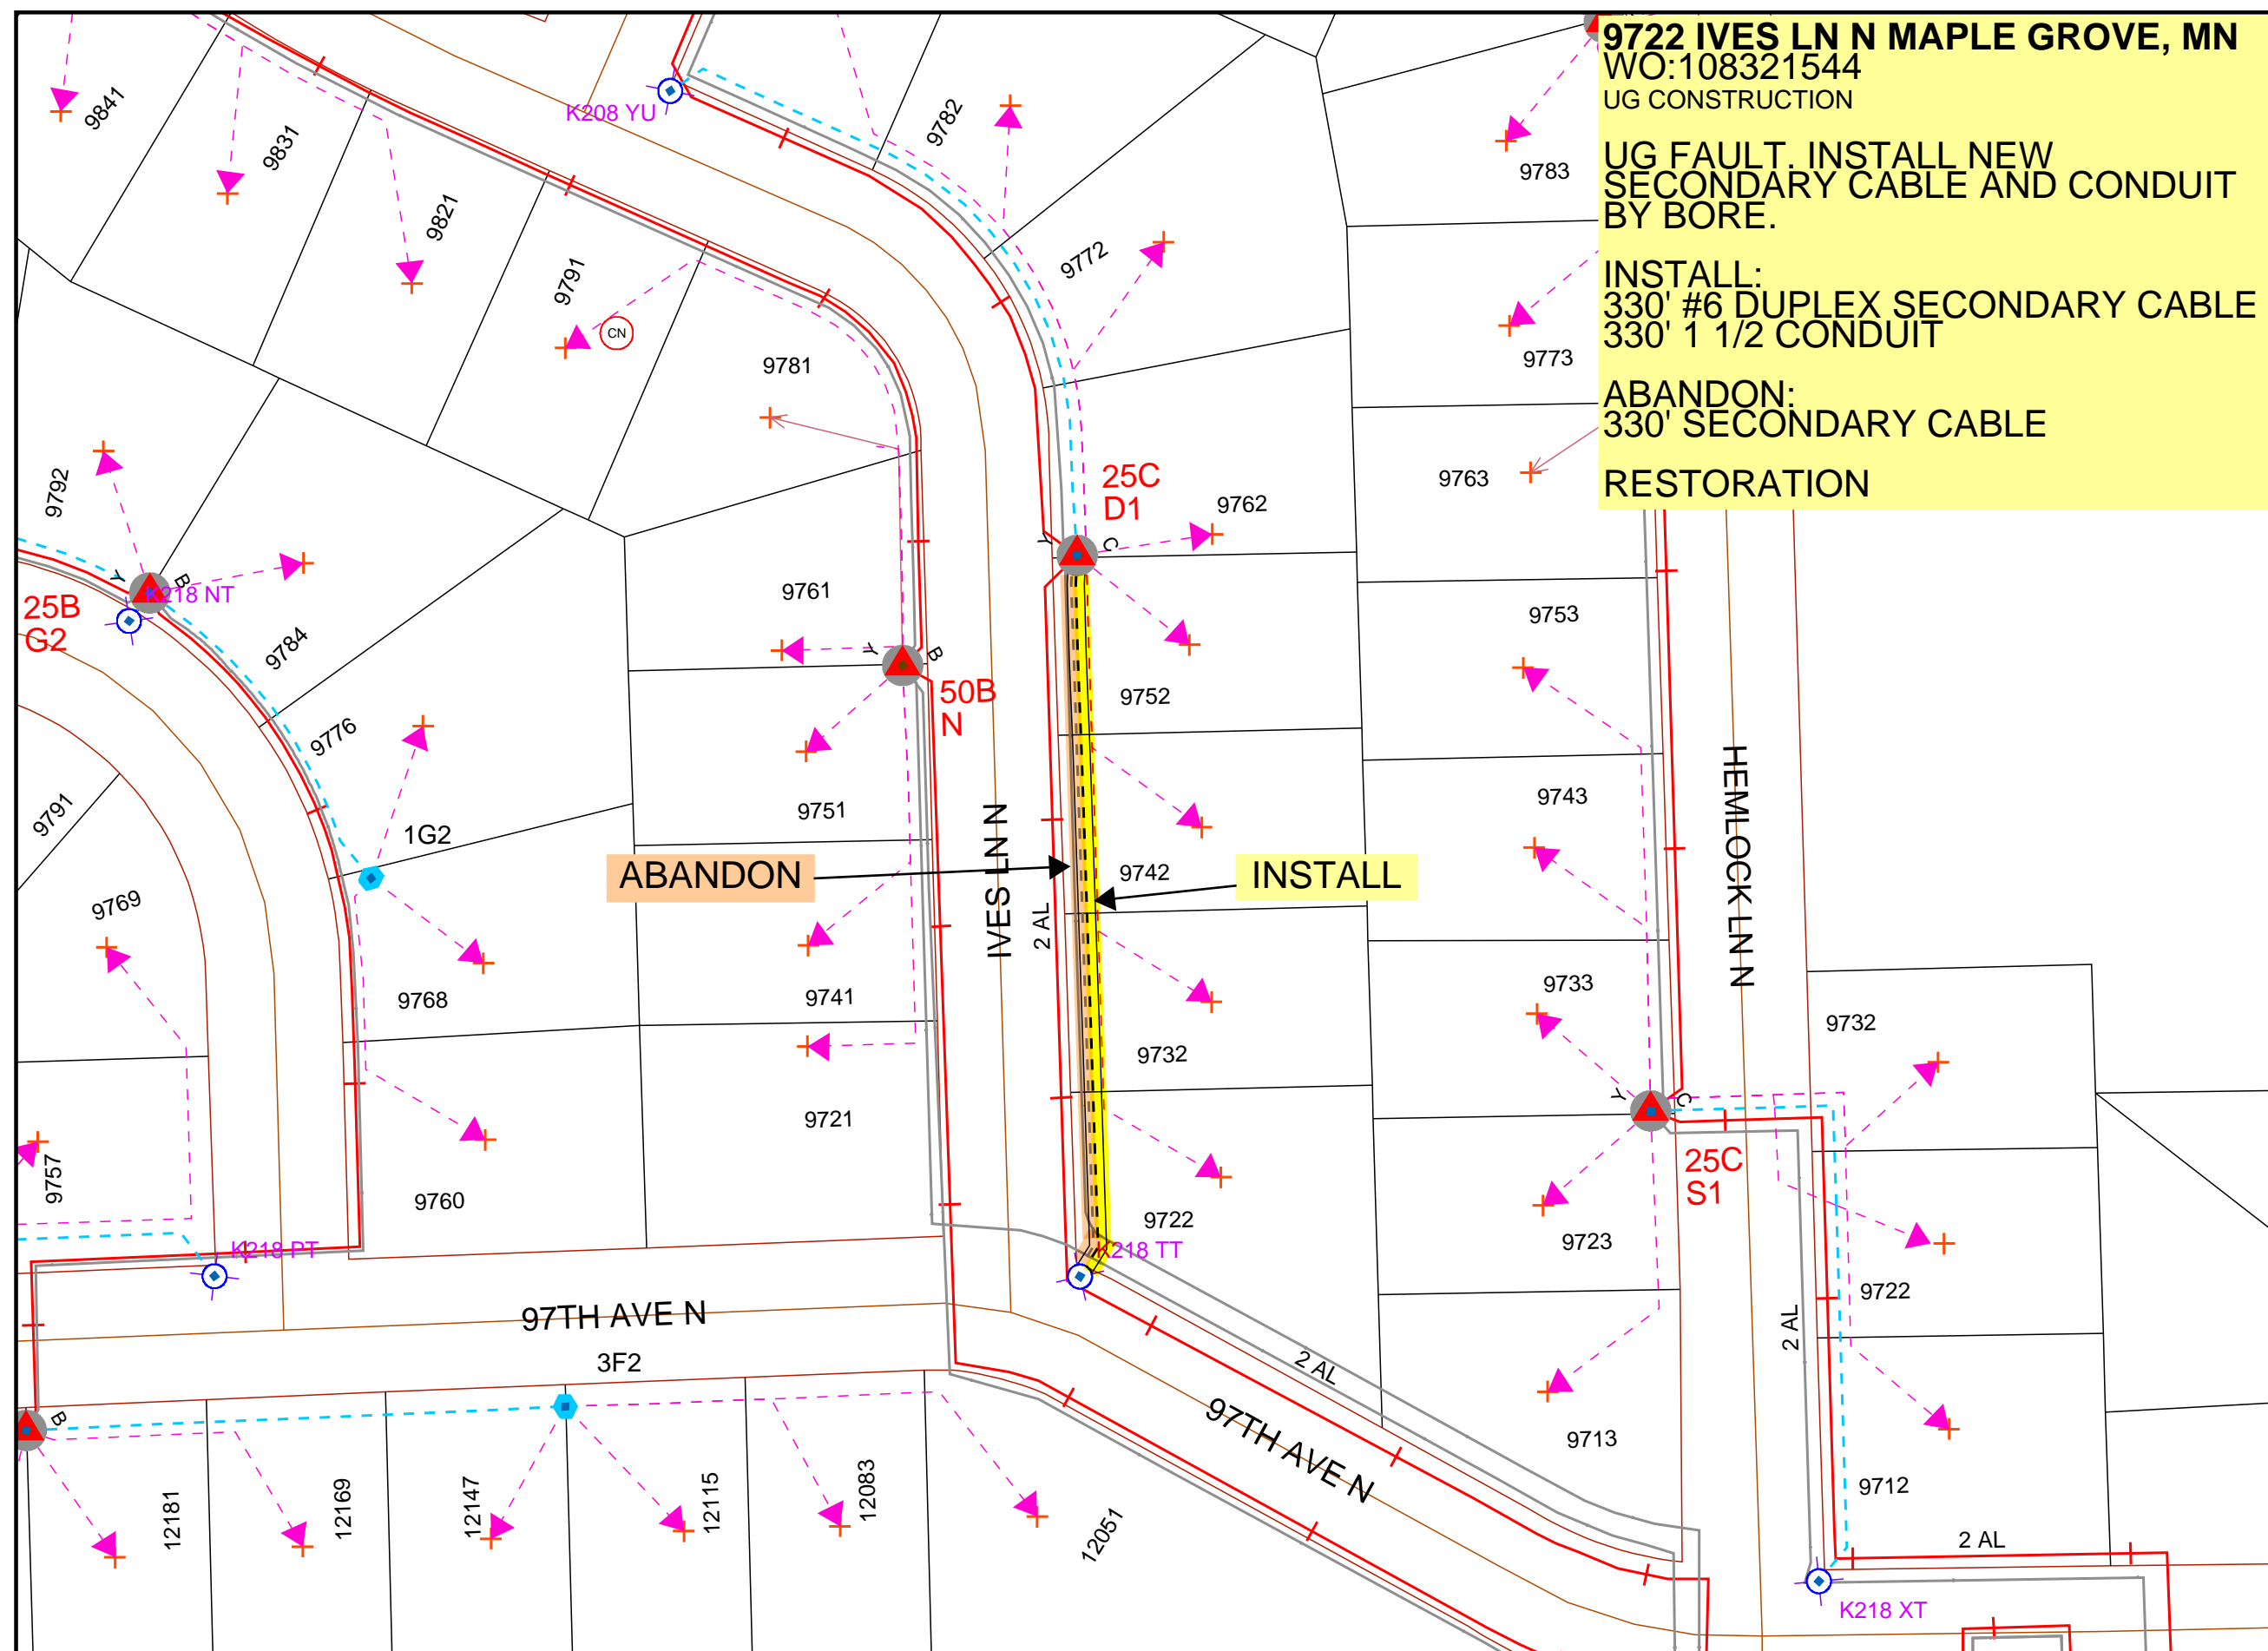 9722 IVES LN N MAPLE GROVE, MN
WO:108321544
UG CONSTRUCTION
UG FAULT. INSTALL NEW
SECONDARY CABLE AND CONDUIT
BY BORE.
INSTALL:
330' #6 DUPLEX SECONDARY CABLE
330' 1 1/2 CONDUIT
ABANDON:
330' SECONDARY CABLE
RESTORATION
9841
9831
9821
9791
CN
9781
K208 YU
9782
9772
9783
9773
9763
25C
D1
Y
C
9762
9792
Y
B
K218 NT
25B
G2
9784
9776
9761
Y
B
50B
N
9752
9753
9751
9743
9791
1G2
ABANDON
INSTALL
9742
IVES LN N
2 AL
HEMLOCK LN N
9769
9768
9741
9732
9733
9732
9721
Y
C
25C
S1
9757
9760
9722
9723
9722
K218 PT
K218 TT
97TH AVE N
3F2
2 AL
2 AL
97TH AVE N
9713
9712
B
12181
12169
12147
12115
12083
12051
2 AL
K218 XT